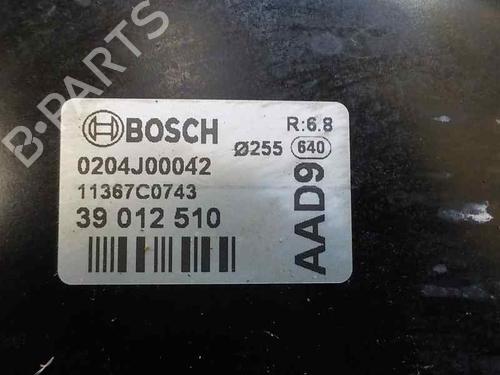 B-PARTS
BOSCH
R:6.8
Ø255 640
0204J00042
11367C0743
39 012 510
AAD9